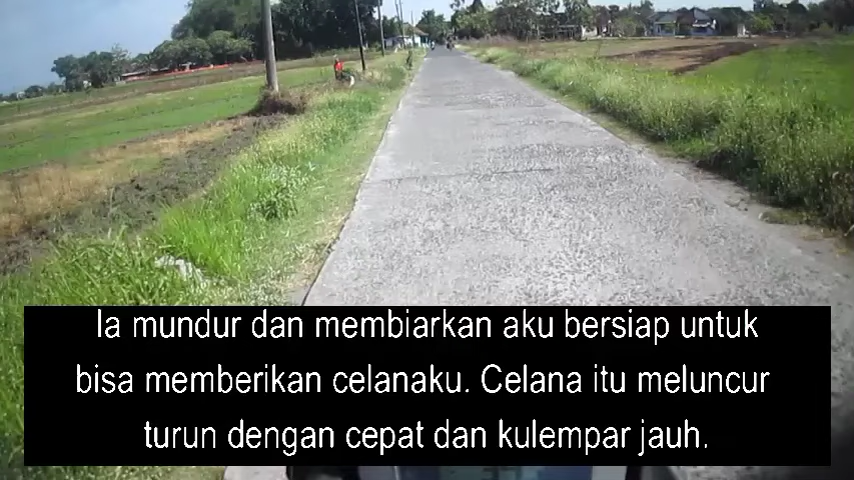 Ia mundur dan membiarkan aku bersiap untuk
bisa memberikan celanaku. Celana itu meluncur
turun dengan cepat dan kulempar jauh.